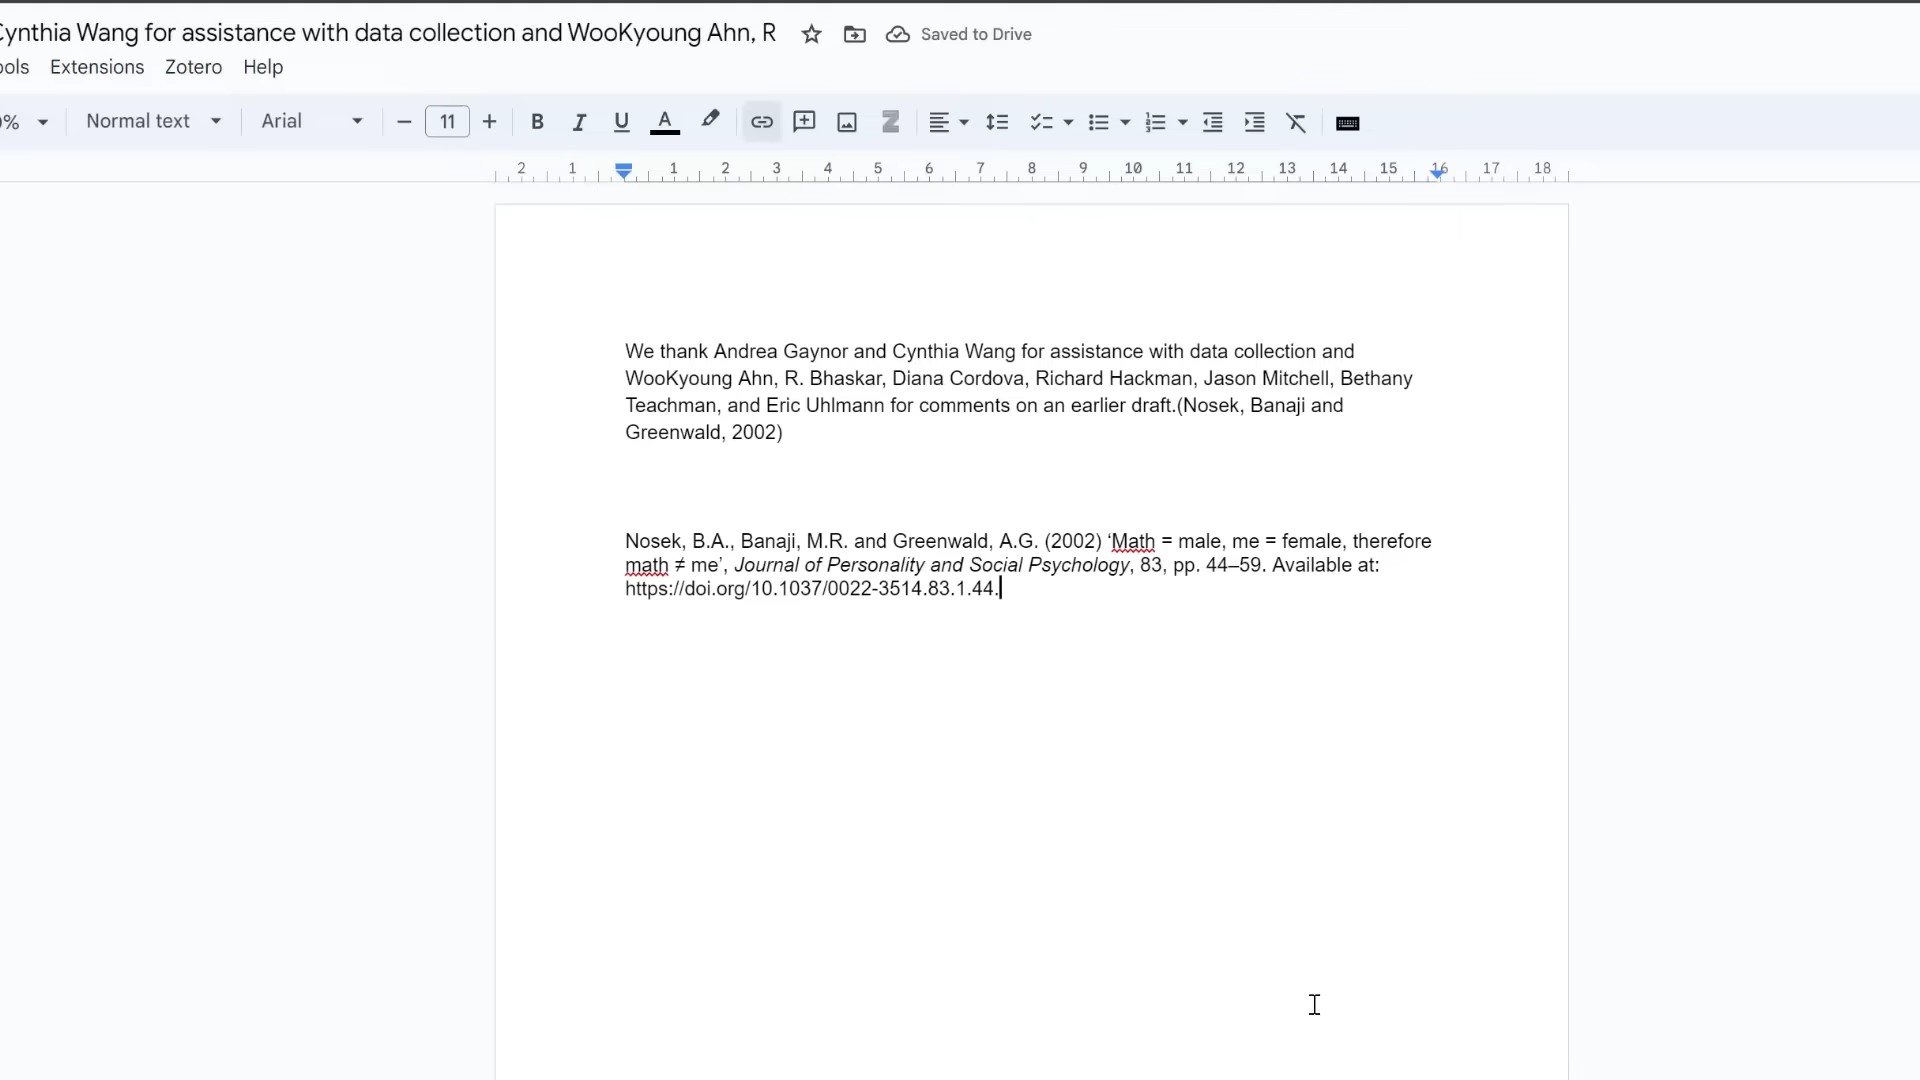 Cynthia Wang for assistance with data collection and WooKyoung Ahn, R
Saved to Drive
ools Extensions Zotero Help
% Normal text Arial 11 B I U A
2 1 1 2 3 4 5 6 7 8 9 10 11 12 13 14 15 16 17 18
We thank Andrea Gaynor and Cynthia Wang for assistance with data collection and
WooKyoung Ahn, R. Bhaskar, Diana Cordova, Richard Hackman, Jason Mitchell, Bethany
Teachman, and Eric Uhlmann for comments on an earlier draft.(Nosek, Banaji and
Greenwald, 2002)
Nosek, B.A., Banaji, M.R. and Greenwald, A.G. (2002) ‘Math = male, me = female, therefore
math ≠ me’, Journal of Personality and Social Psychology, 83, pp. 44–59. Available at:
https://doi.org/10.1037/0022-3514.83.1.44.